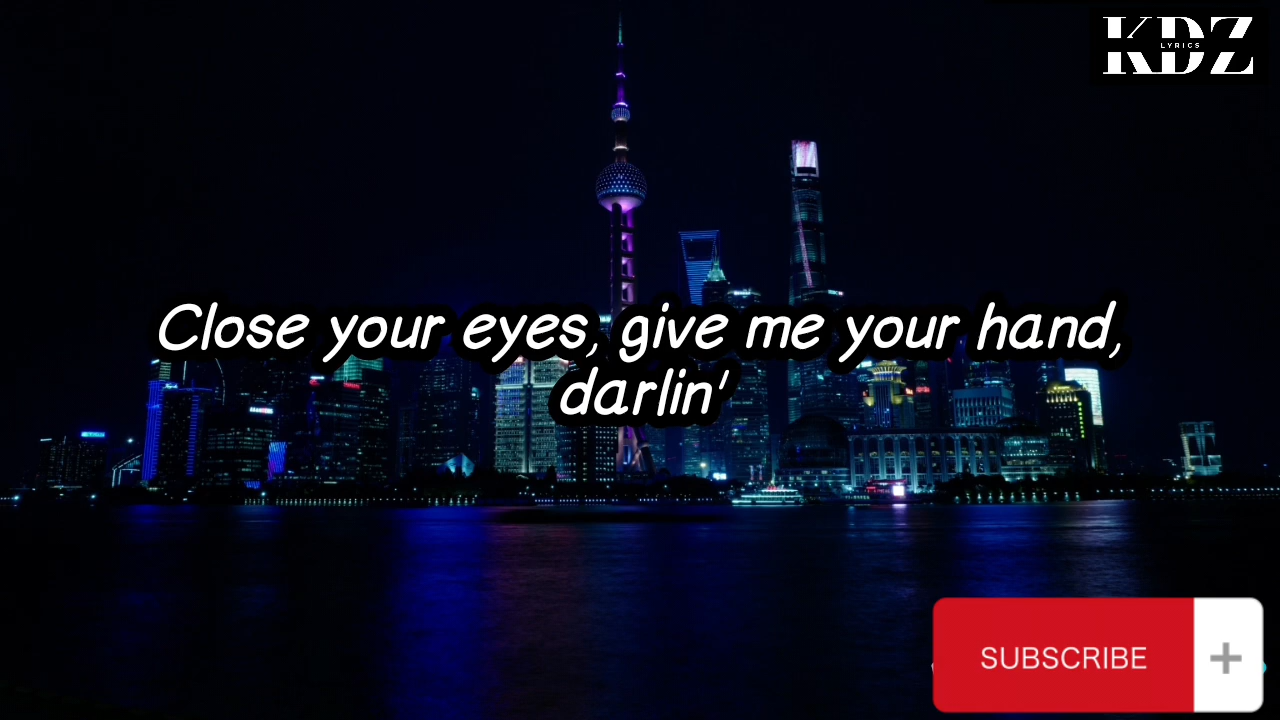 KDZ
LYRICS
Close your eyes, give me your hand,
darlin'
SUBSCRIBE
+